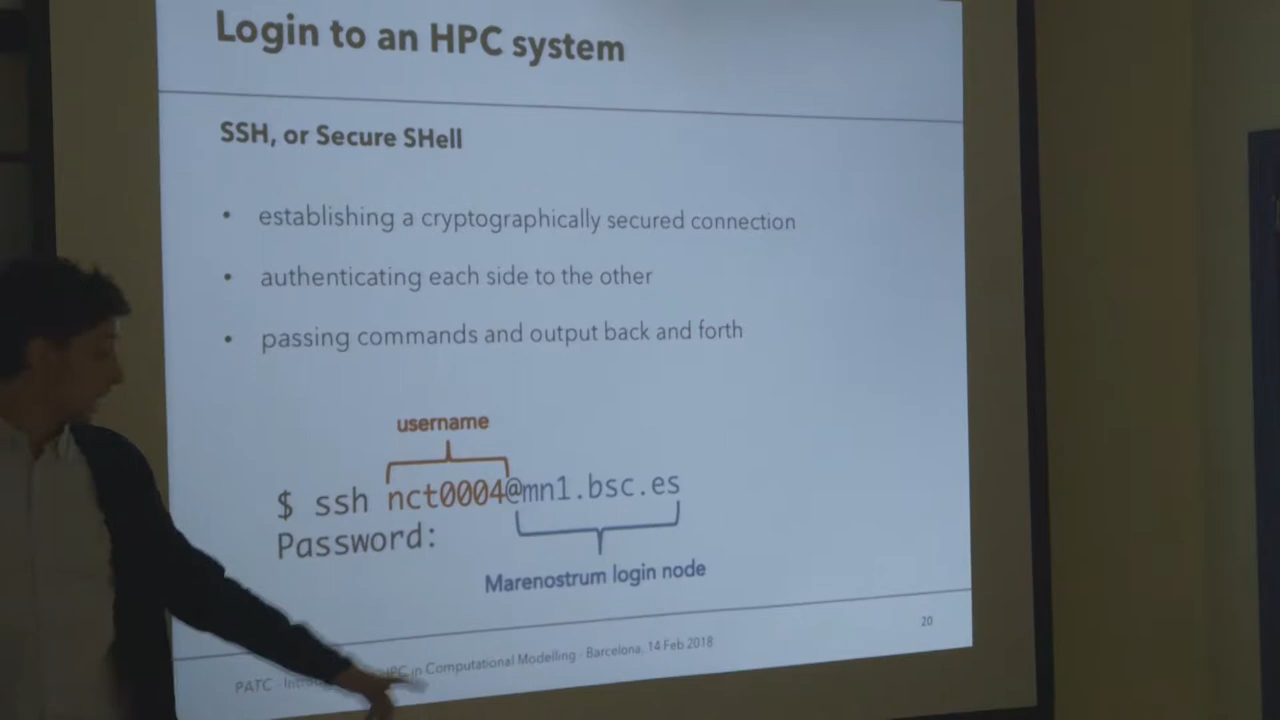 Login to an HPC system
SSH, or Secure SHell
• establishing a cryptographically secured connection
• authenticating each side to the other
• passing commands and output back and forth
username
$ ssh nct0004@mn1.bsc.es
Password:
Marenostrum login node
20
PATC - HPC in Computational Modelling - Barcelona, 14 Feb 2018